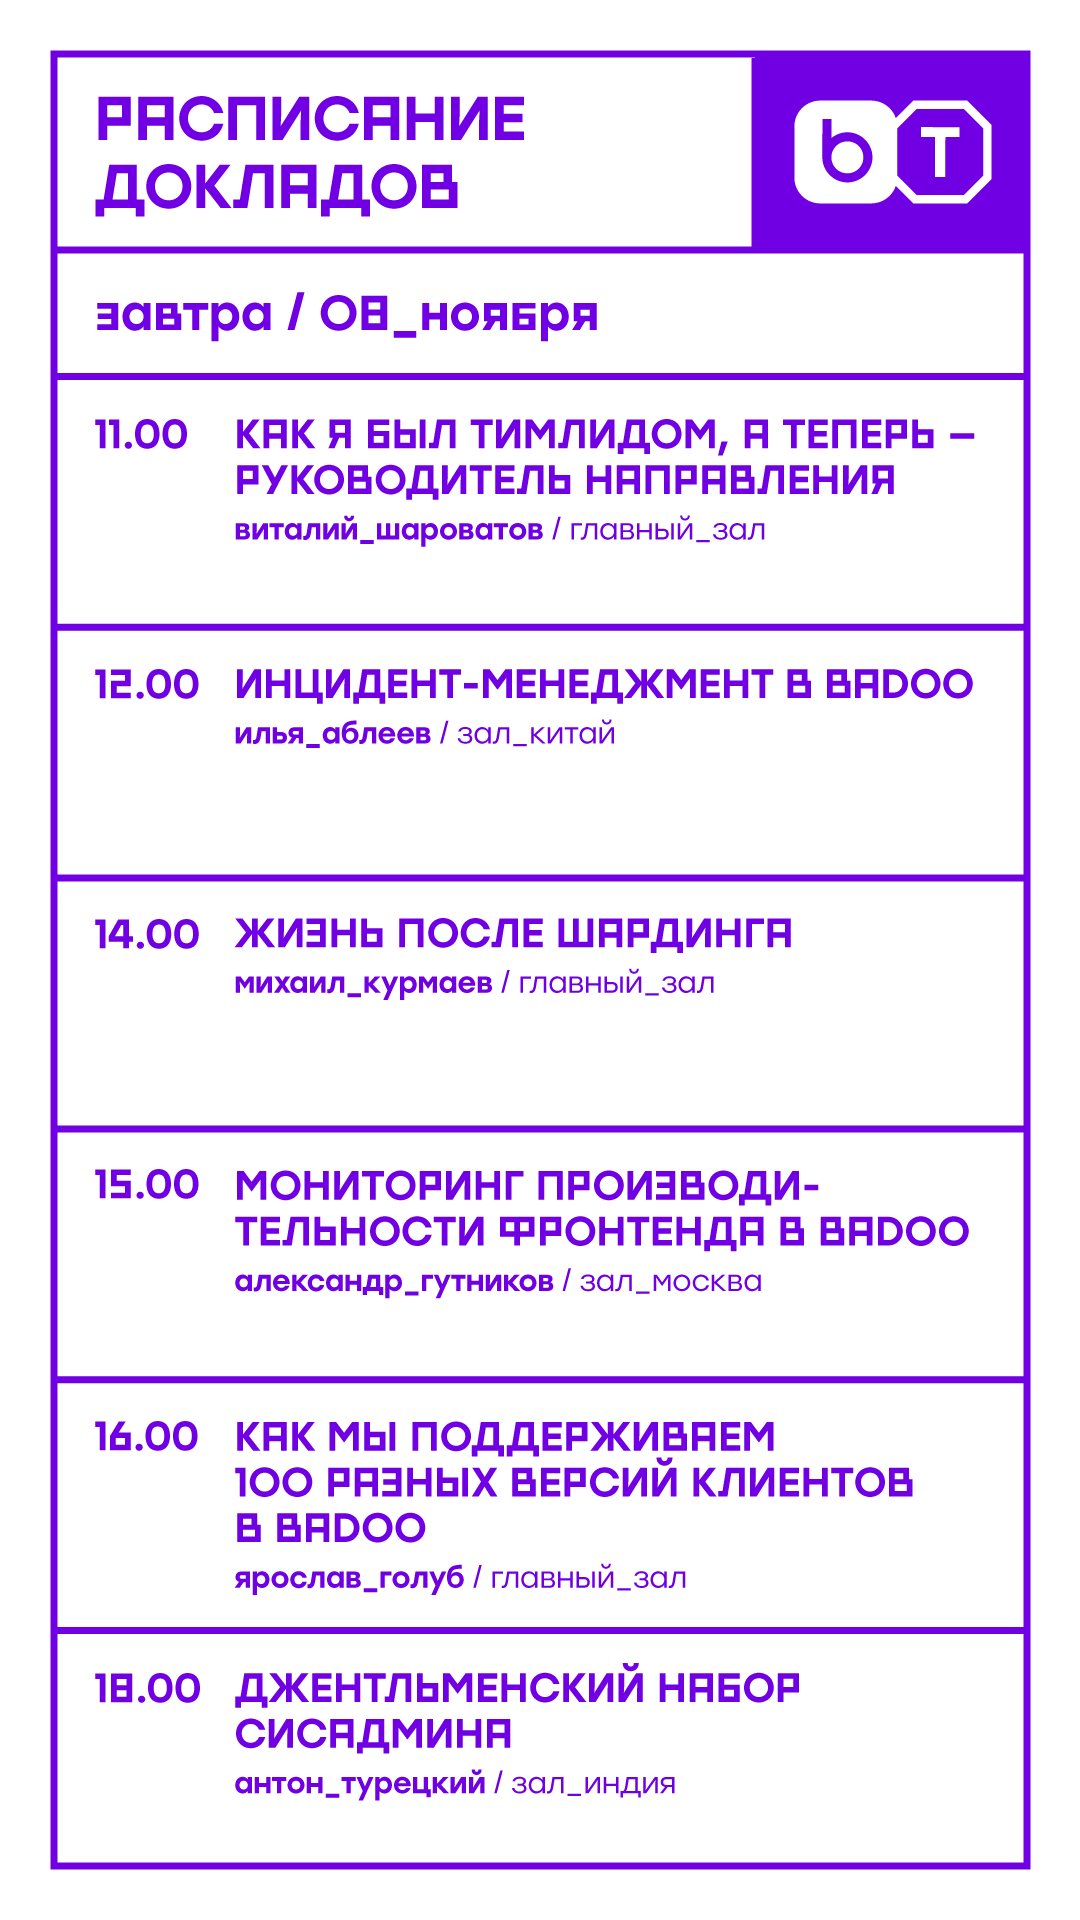 РАСПИСАНИЕ
ДОКЛАДОВ
bT
завтра / 08_ноября
11.00 КАК Я БЫЛ ТИМЛИДОМ, А ТЕПЕРЬ –
РУКОВОДИТЕЛЬ НАПРАВЛЕНИЯ
виталий_шароватов / главный_зал
12.00 ИНЦИДЕНТ-МЕНЕДЖМЕНТ В BADOO
илья_аблеев / зал_китай
14.00 ЖИЗНЬ ПОСЛЕ ШАРДИНГА
михаил_курмаев / главный_зал
15.00 МОНИТОРИНГ ПРОИЗВОДИ-
ТЕЛЬНОСТИ ФРОНТЕНДА В BADOO
александр_гутников / зал_москва
16.00 КАК МЫ ПОДДЕРЖИВАЕМ
100 РАЗНЫХ ВЕРСИЙ КЛИЕНТОВ
В BADOO
ярослав_голуб / главный_зал
18.00 ДЖЕНТЛЬМЕНСКИЙ НАБОР
СИСАДМИНА
антон_турецкий / зал_индия